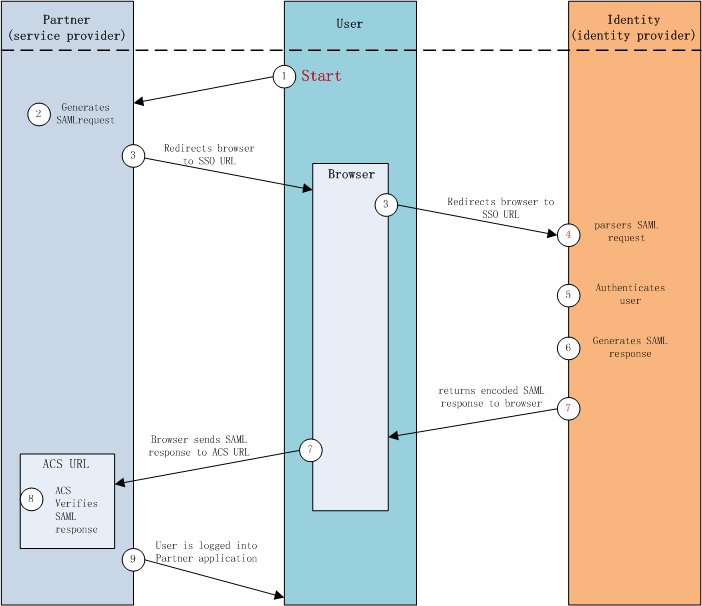 Partner
(service provider)
User
Identity
(identity provider)
1
Start
2
Generates
SAMLrequest
3
Redirects browser
to SSO URL
Browser
3
Redirects browser to
SSO URL
4
parsers SAML
request
5
Authenticates
user
6
Generates SAML
response
7
returns encoded SAML
response to browser
7
Browser sends SAML
response to ACS URL
ACS URL
8
ACS
Verifies
SAML
response
9
User is logged into
Partner application